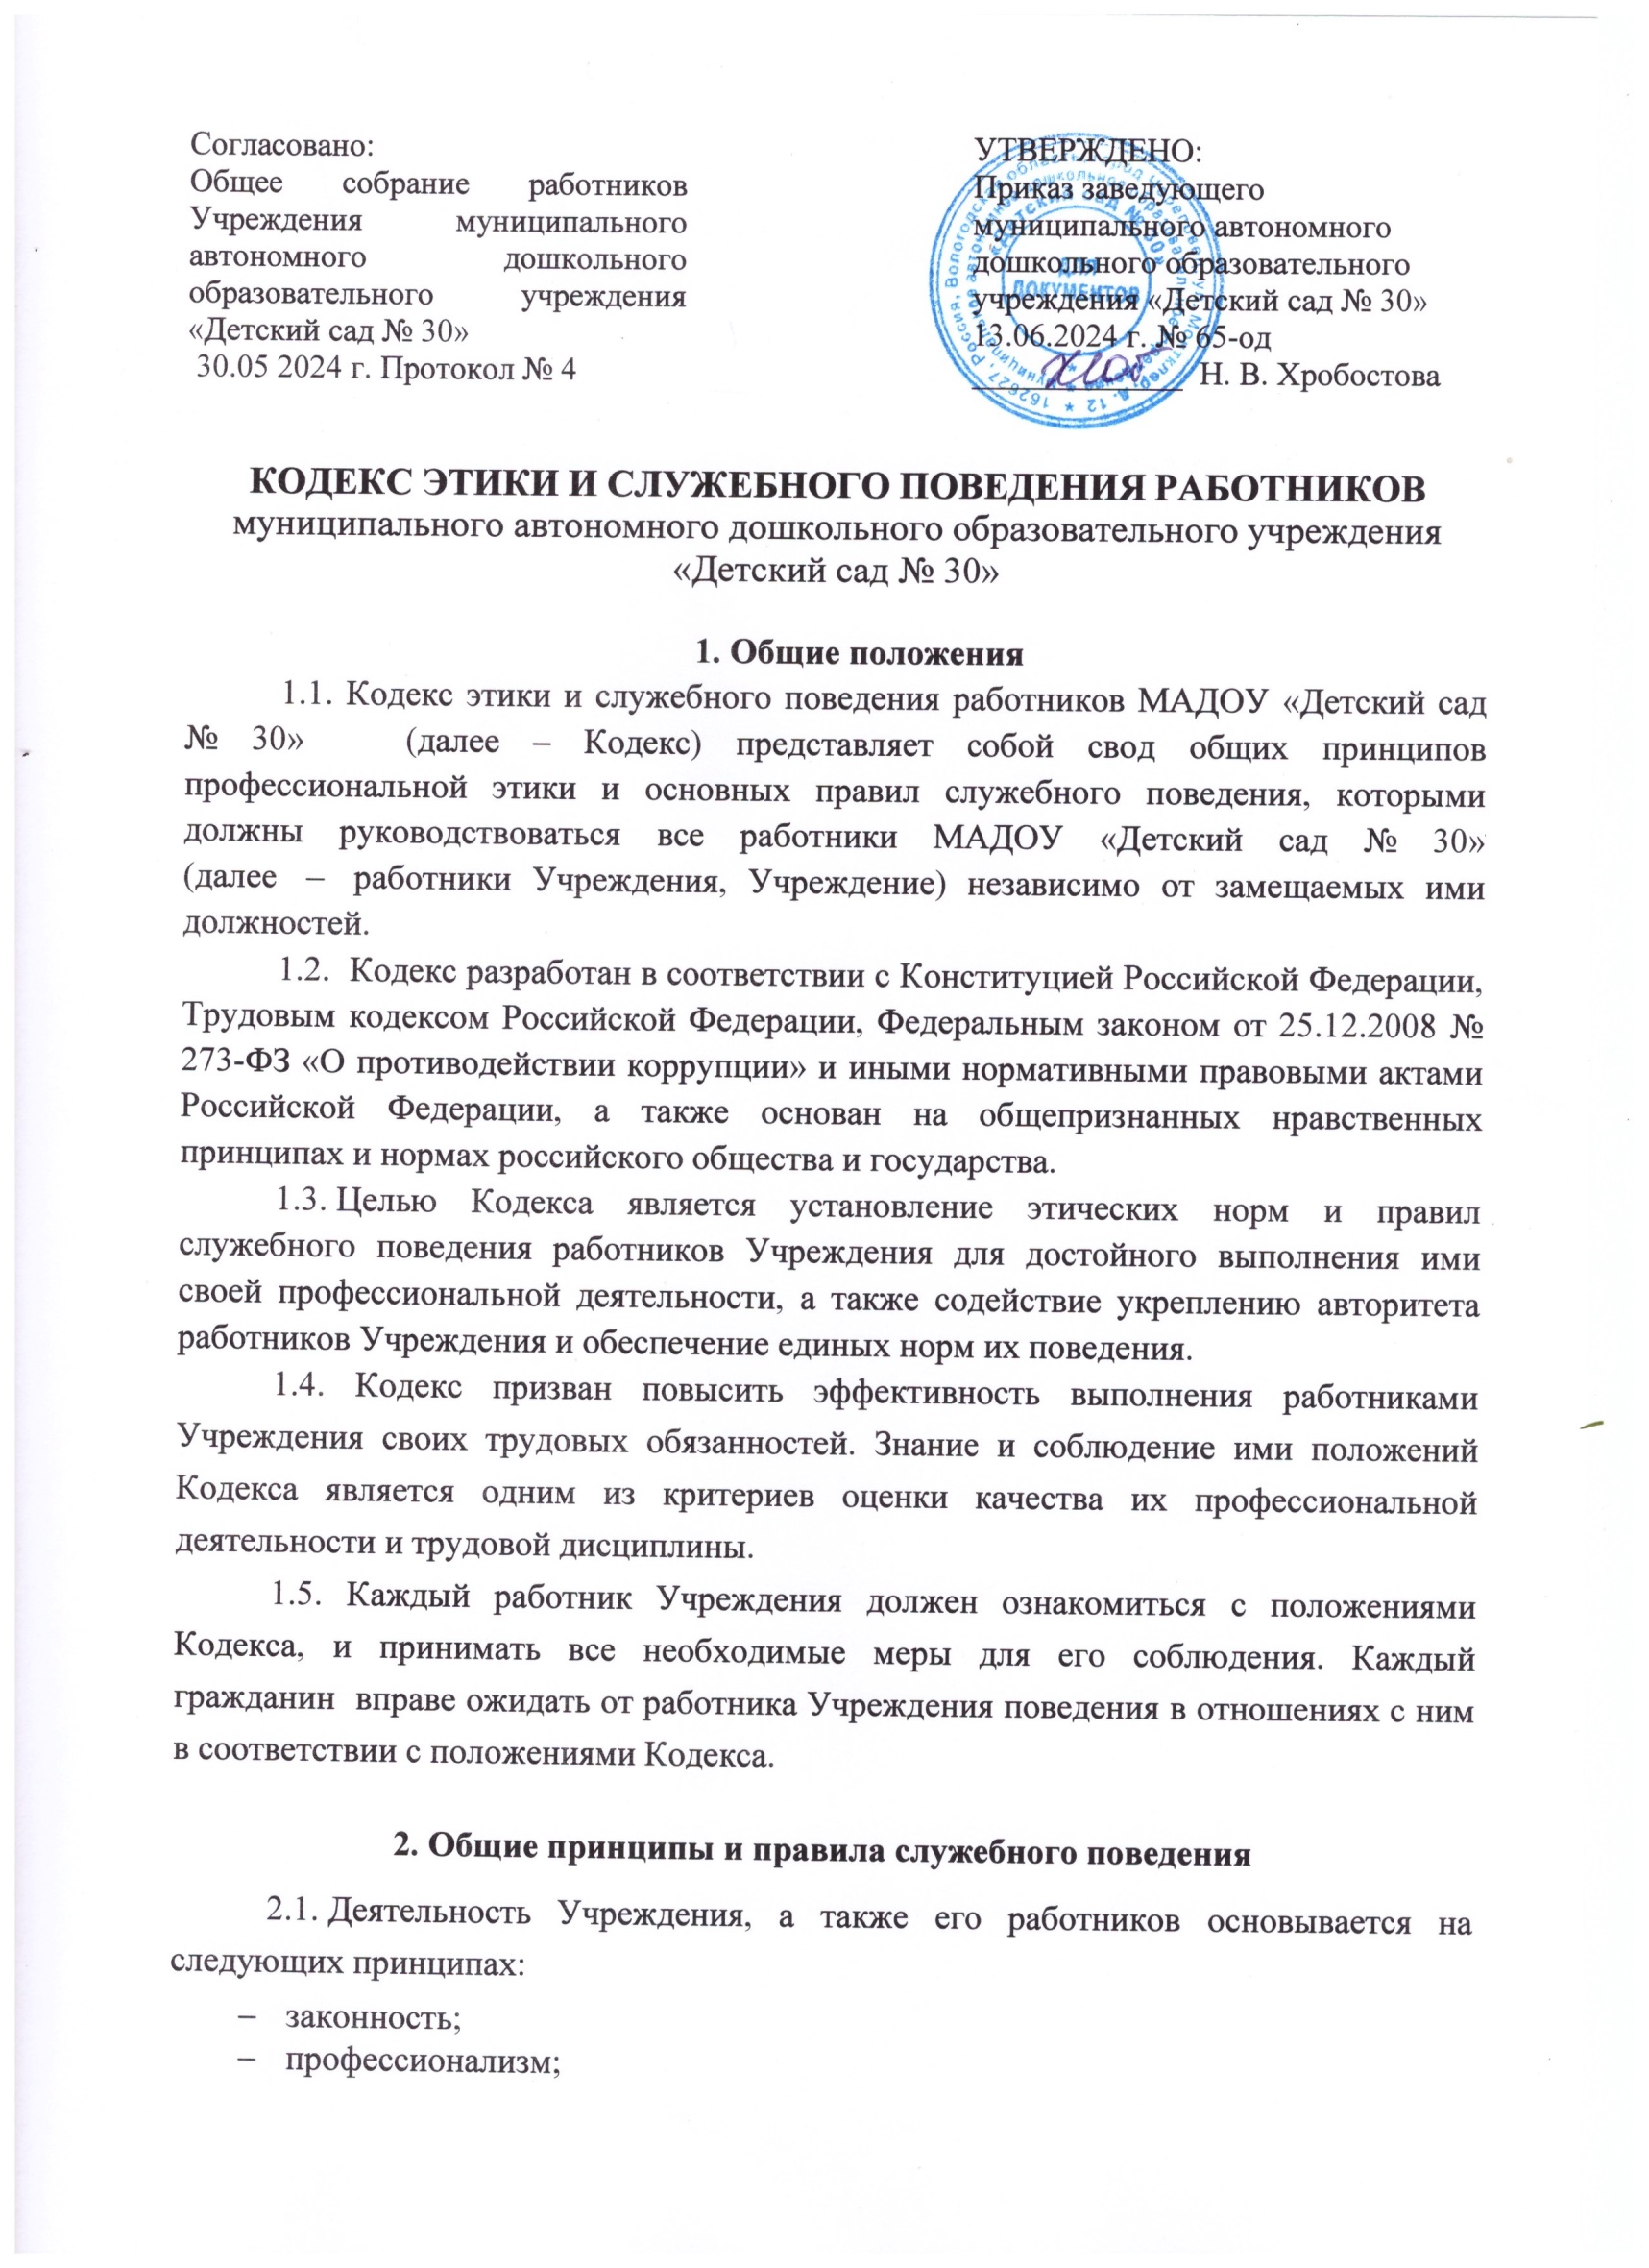 Согласовано:
Общее собрание работников
Учреждения муниципального
автономного дошкольного
образовательного учреждения
«Детский сад № 30»
30.05 2024 г. Протокол № 4
УТВЕРЖДЕНО:
Приказ заведующего
муниципального автономного
дошкольного образовательного
учреждения «Детский сад № 30»
13.06.2024 г. № 65-од
Н. В. Хробостова
«Детский сад № 30»
ДЛЯ
ДОКУМЕНТОВ
КОДЕКС ЭТИКИ И СЛУЖЕБНОГО ПОВЕДЕНИЯ РАБОТНИКОВ
муниципального автономного дошкольного образовательного учреждения
«Детский сад № 30»
1. Общие положения
1.1. Кодекс этики и служебного поведения работников МАДОУ «Детский сад
№ 30» (далее – Кодекс) представляет собой свод общих принципов
профессиональной этики и основных правил служебного поведения, которыми
должны руководствоваться все работники МАДОУ «Детский сад № 30»
(далее – работники Учреждения, Учреждение) независимо от замещаемых ими
должностей.
1.2. Кодекс разработан в соответствии с Конституцией Российской Федерации,
Трудовым кодексом Российской Федерации, Федеральным законом от 25.12.2008 №
273-ФЗ «О противодействии коррупции» и иными нормативными правовыми актами
Российской Федерации, а также основан на общепризнанных нравственных
принципах и нормах российского общества и государства.
1.3. Целью Кодекса является установление этических норм и правил
служебного поведения работников Учреждения для достойного выполнения ими
своей профессиональной деятельности, а также содействие укреплению авторитета
работников Учреждения и обеспечение единых норм их поведения.
1.4. Кодекс призван повысить эффективность выполнения работниками
Учреждения своих трудовых обязанностей. Знание и соблюдение ими положений
Кодекса является одним из критериев оценки качества их профессиональной
деятельности и трудовой дисциплины.
1.5. Каждый работник Учреждения должен ознакомиться с положениями
Кодекса, и принимать все необходимые меры для его соблюдения. Каждый
гражданин вправе ожидать от работника Учреждения поведения в отношениях с ним
в соответствии с положениями Кодекса.
2. Общие принципы и правила служебного поведения
2.1. Деятельность Учреждения, а также его работников основывается на
следующих принципах:
– законность;
– профессионализм;